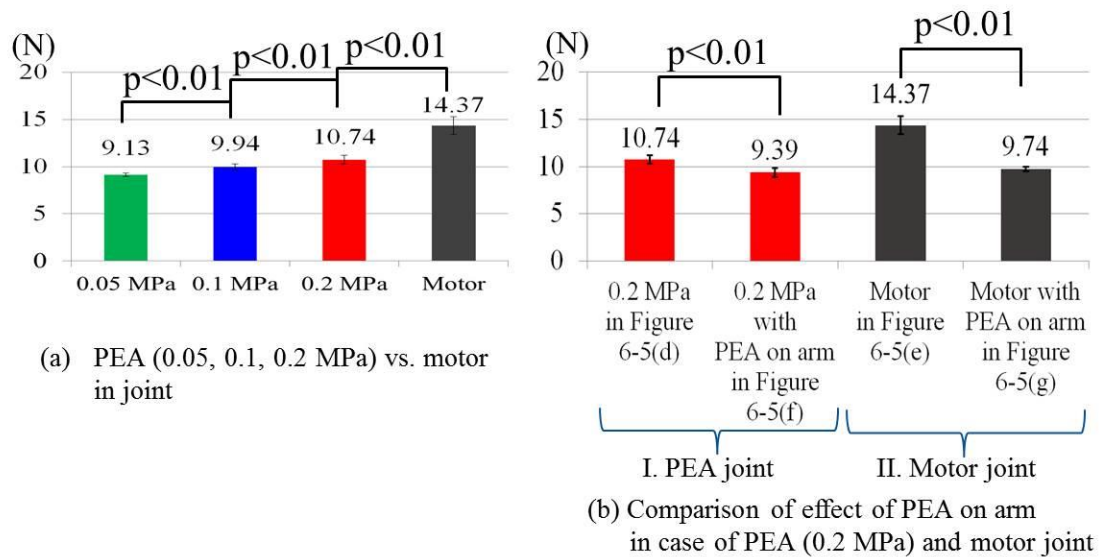 (N)
p<0.01
p<0.01
p<0.01
20
15
10
5
0
9.13
9.94
10.74
14.37
0.05 MPa
0.1 MPa
0.2 MPa
Motor
(a) PEA (0.05, 0.1, 0.2 MPa) vs. motor
in joint
(N)
p<0.01
p<0.01
20
15
10
5
0
10.74
9.39
14.37
9.74
0.2 MPa
in Figure
6-5(d)
0.2 MPa
with
PEA on arm
in Figure
6-5(f)
Motor
in Figure
6-5(e)
Motor with
PEA on arm
in Figure
6-5(g)
I. PEA joint
II. Motor joint
(b) Comparison of effect of PEA on arm
in case of PEA (0.2 MPa) and motor joint